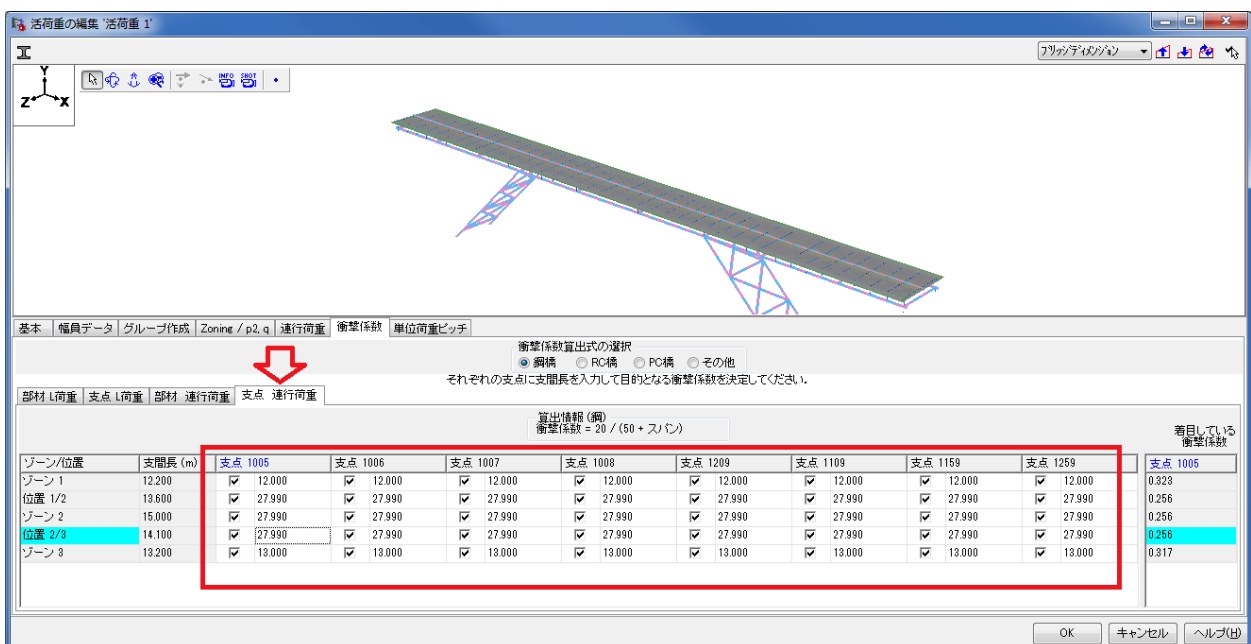 活荷重の編集 '活荷重 1'
ブリッジディメンション
Y
Z X
INFO SHOT
基本 幅員データ グループ作成 Zoning / p2, q 連行荷重 衝撃係数 単位荷重ピッチ
衝撃係数算出式の選択
鋼橋 RC橋 PC橋 その他
それぞれの支点に支間長を入力して目的となる衝撃係数を決定してください.
部材 L荷重 支点 L荷重 部材 連行荷重 支点 連行荷重
算出情報 (鋼)
衝撃係数 = 20 / (50 + スパン)
着目している
衝撃係数
ゾーン/位置 支間長 (m) 支点 1005 支点 1006 支点 1007 支点 1008 支点 1209 支点 1109 支点 1159 支点 1259 支点 1005
ゾーン 1 12.200 12.000 12.000 12.000 12.000 12.000 12.000 12.000 12.000 0.323
位置 1/2 13.600 27.990 27.990 27.990 27.990 27.990 27.990 27.990 27.990 0.256
ゾーン 2 15.000 27.990 27.990 27.990 27.990 27.990 27.990 27.990 27.990 0.256
位置 2/3 14.100 27.990 27.990 27.990 27.990 27.990 27.990 27.990 27.990 0.256
ゾーン 3 13.200 13.000 13.000 13.000 13.000 13.000 13.000 13.000 13.000 0.317
OK キャンセル ヘルプ(H)